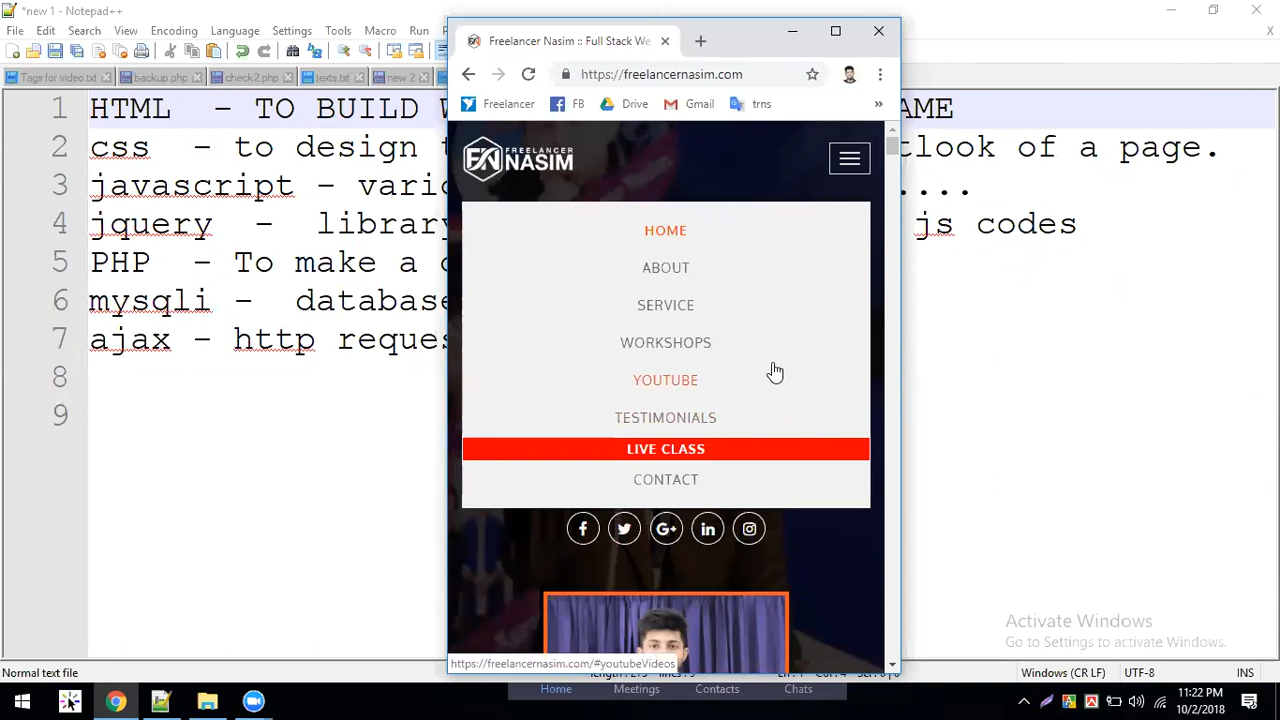 *new 1 - Notepad++
File Edit Search View Encoding Language Settings Tools Macro Run
Tags for video.txt backup.php check2.php texts.txt new 2
1 HTML - TO BUILD AME
2 css - to design tlook of a page.
3 javascript - ....
4 jquery - library js codes
5 PHP - To make a
6 mysqli - database
7 ajax - http
8
9
Freelancer Nasim :: Full Stack We
https://freelancernasim.com
Freelancer FB Drive Gmail trns »
FN FREELANCER NASIM
HOME
ABOUT
SERVICE
WORKSHOPS
YOUTUBE
TESTIMONIALS
LIVE CLASS
CONTACT
https://freelancernasim.com/#youtubeVideos
Activate Windows
Go to Settings to activate Windows.
Normal text file Windows (CR LF) UTF-8 INS
Home Meetings Contacts Chats
11:22 PM
10/2/2018